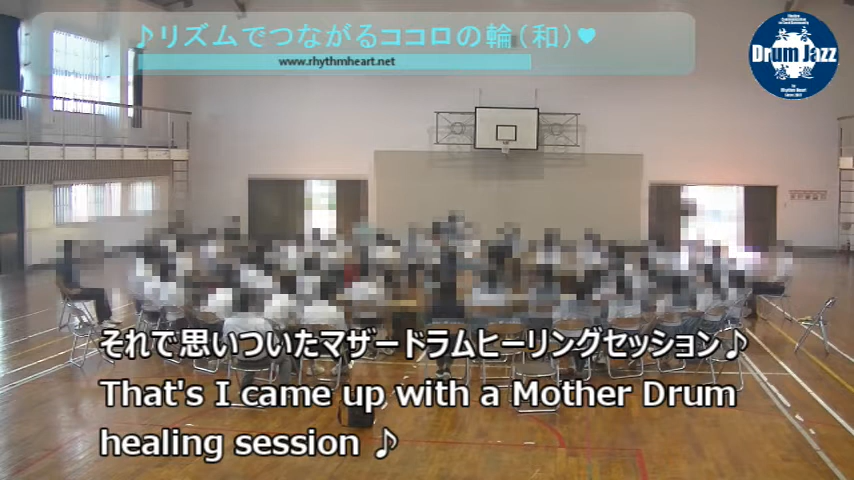 ♪リズムでつながるココロの輪（和）♥
www.rhythmheart.net
Drum Jazz
それで思いついたマザードラムヒーリングセッション♪
That's I came up with a Mother Drum
healing session ♪